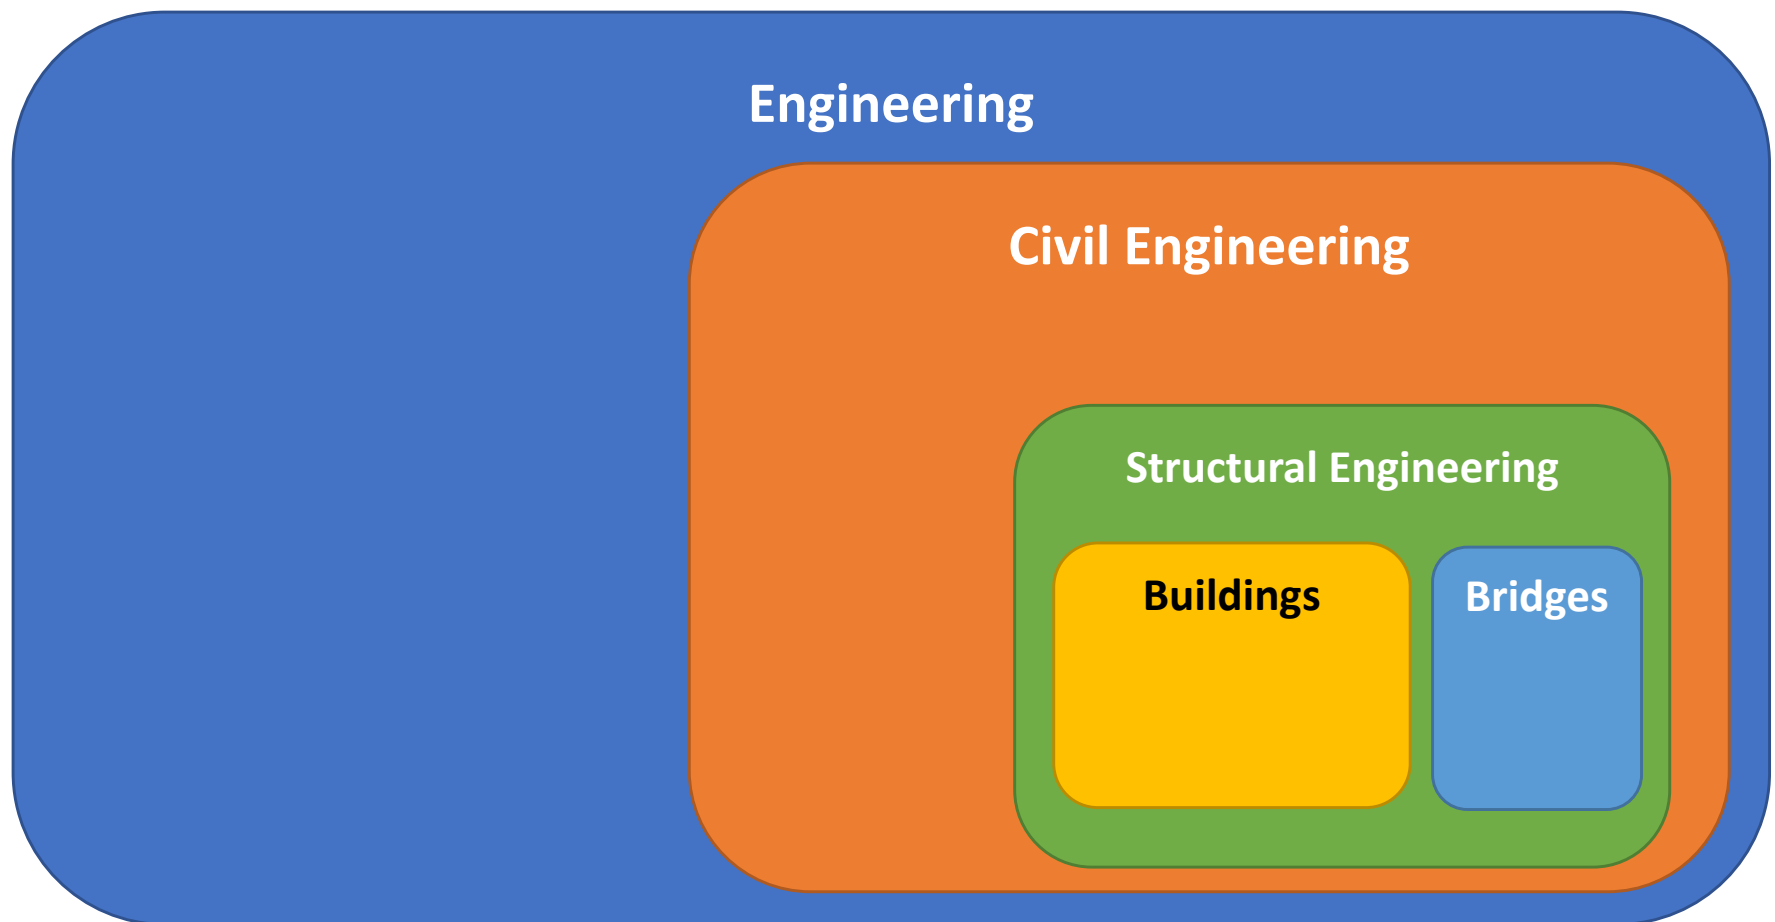 Engineering
Civil Engineering
Structural Engineering
Buildings
Bridges